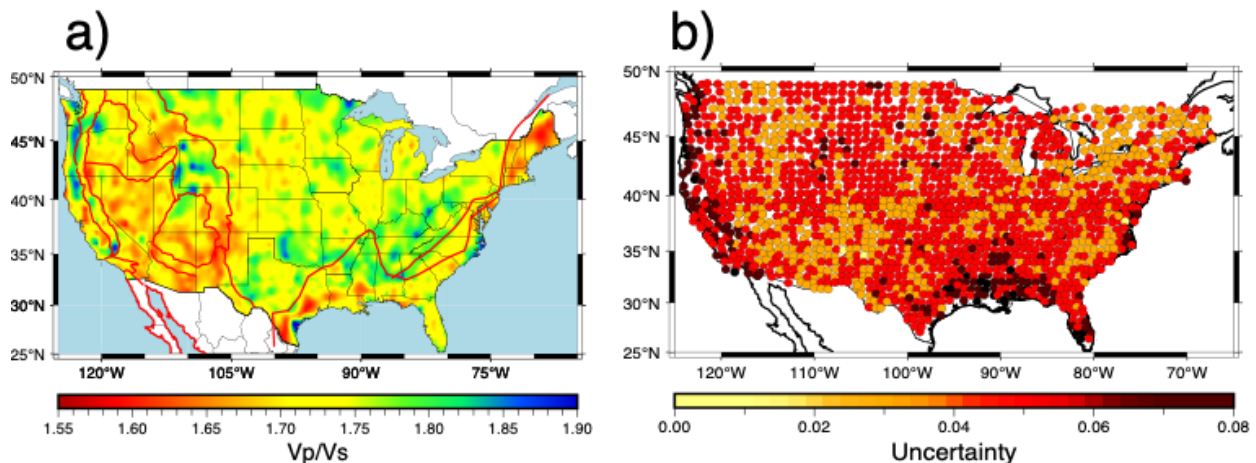 a)
50°N
45°N
40°N
35°N
30°N
25°N
120°W 105°W 90°W 75°W
1.55 1.60 1.65 1.70 1.75 1.80 1.85 1.90
Vp/Vs
b)
50°N
45°N
40°N
35°N
30°N
25°N
120°W 110°W 100°W 90°W 80°W 70°W
0.00 0.02 0.04 0.06 0.08
Uncertainty